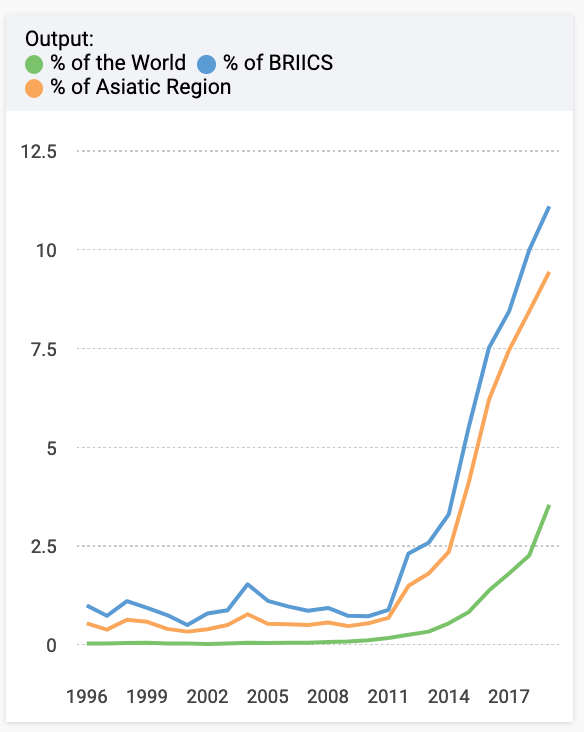 Output:
% of the World % of BRIICS
% of Asiatic Region
12.5
10
7.5
5
2.5
0
1996 1999 2002 2005 2008 2011 2014 2017